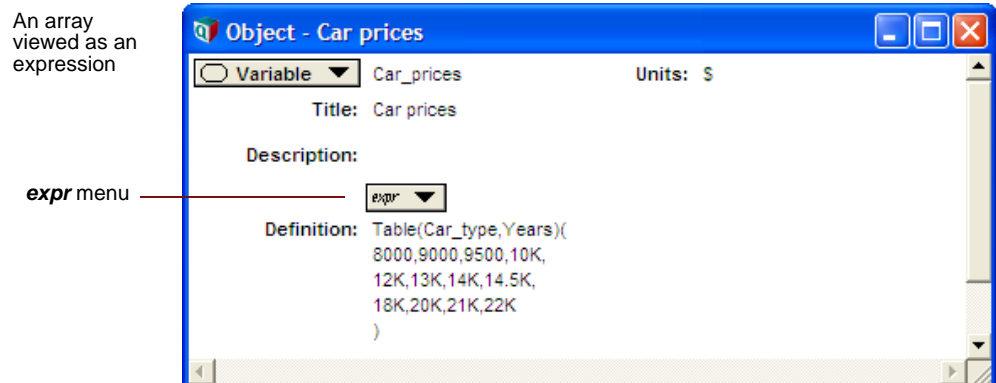 An array
viewed as an
expression
Object - Car prices
Variable Car_prices Units: $
Title: Car prices
Description:
expr menu
expr
Definition: Table(Car_type,Years)(
8000,9000,9500,10K,
12K,13K,14K,14.5K,
18K,20K,21K,22K
)